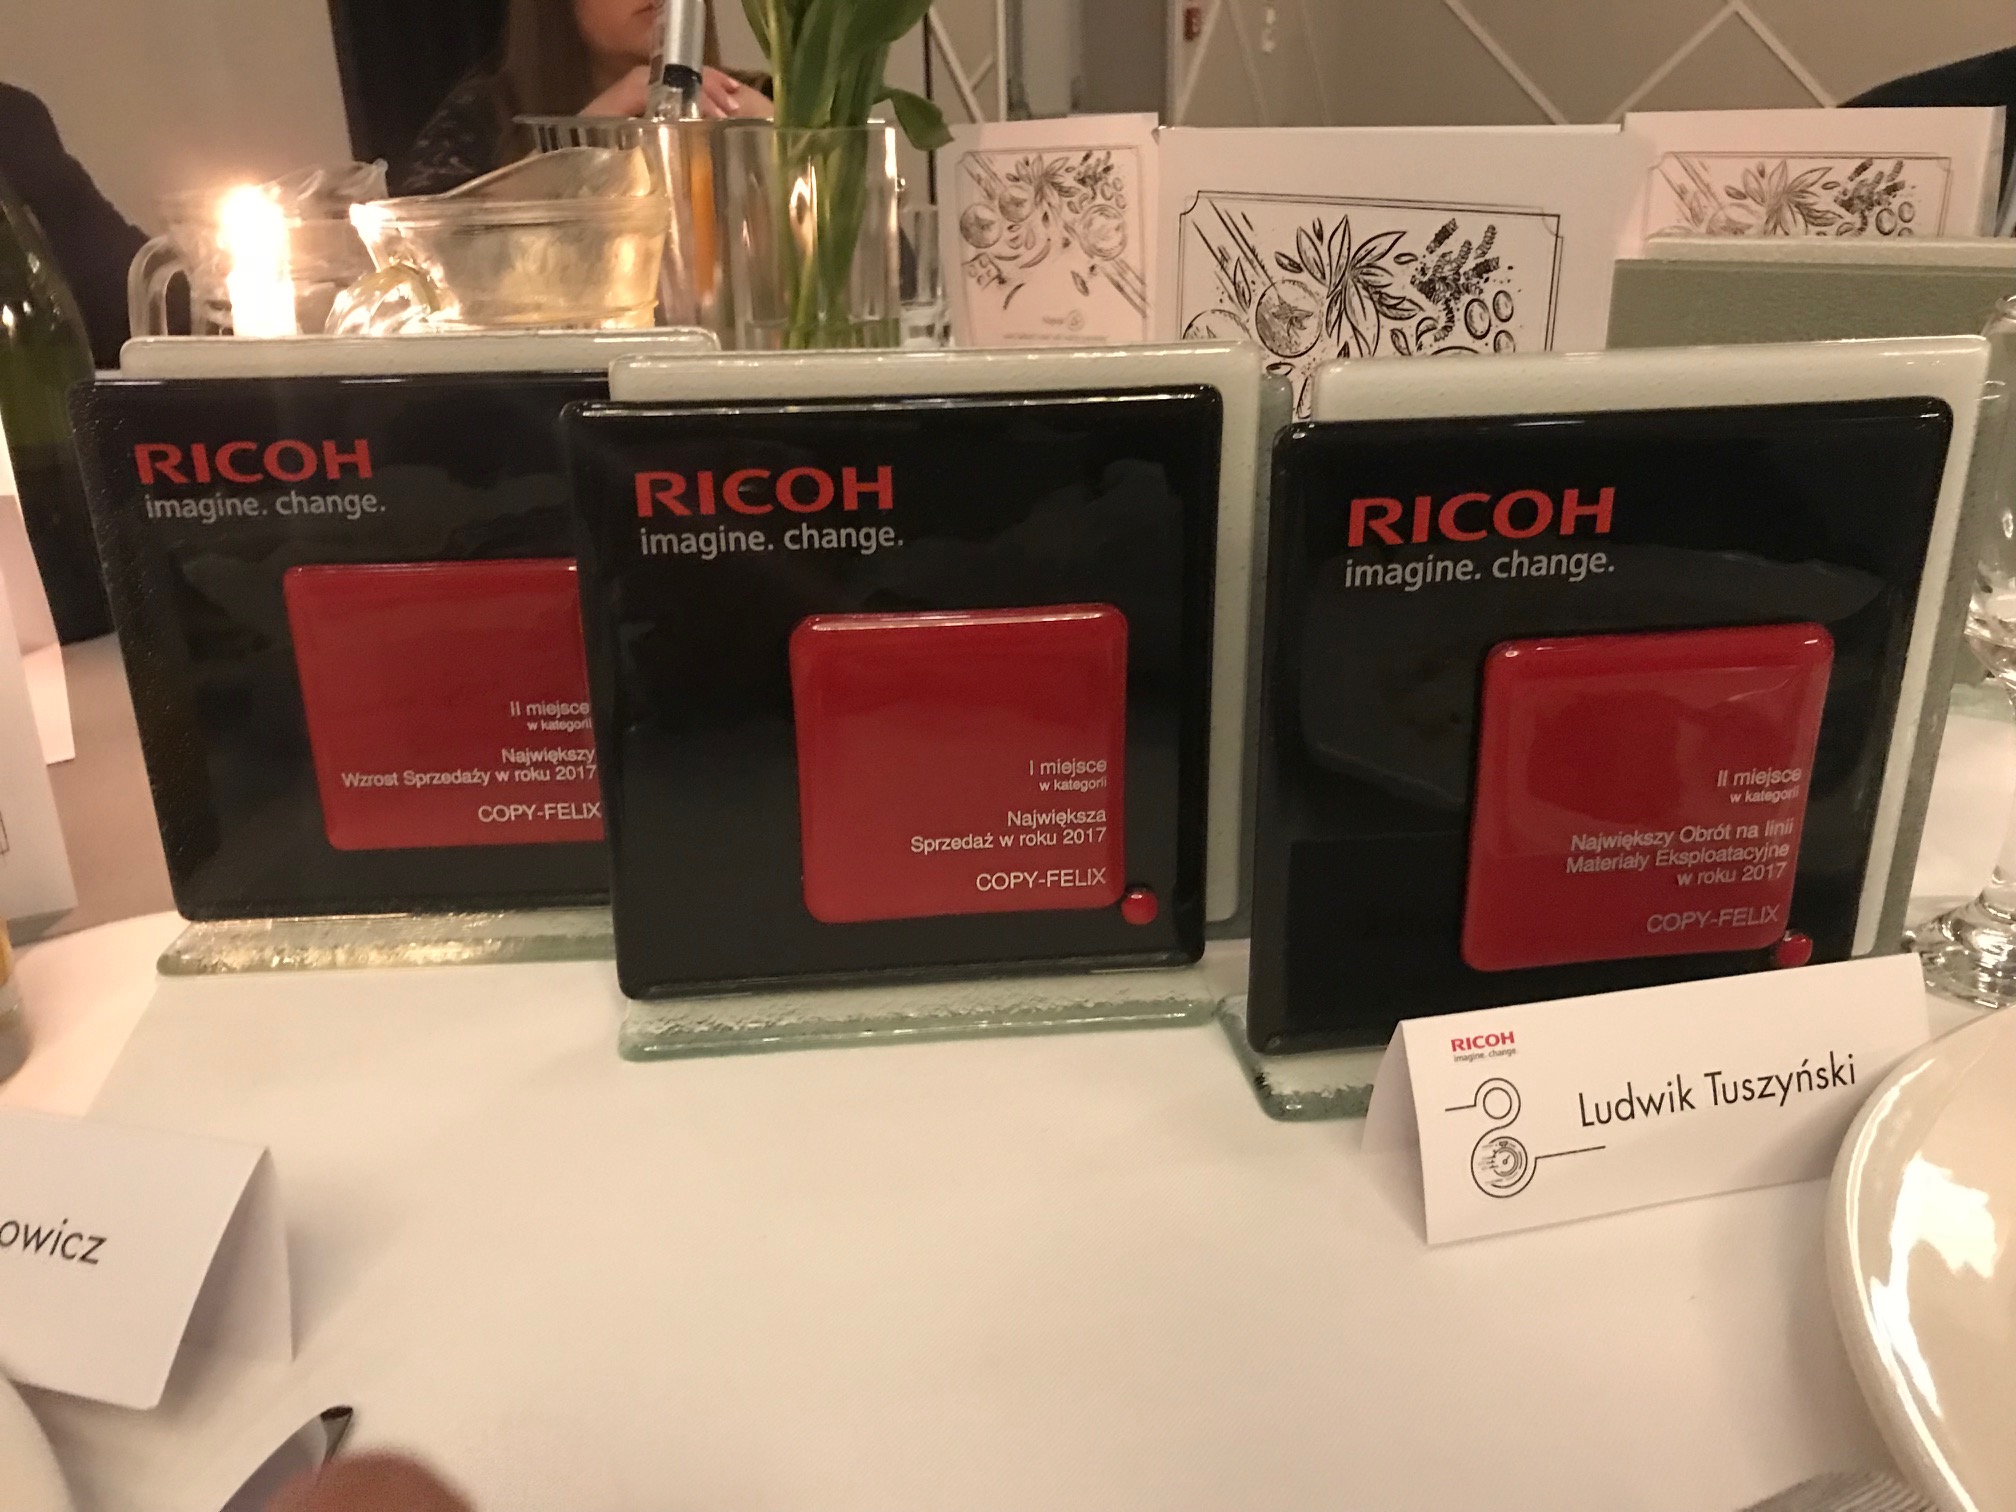 RICOH
imagine. change.
II miejsce
w kategorii
Największy
Wzrost Sprzedaży w roku 2017
COPY-FELIX
RICOH
imagine. change.
I miejsce
w kategorii
Największa
Sprzedaż w roku 2017
COPY-FELIX
RICOH
imagine. change.
II miejsce
w kategorii
Największy Obrót na linii
Materiały Eksploatacyjne
w roku 2017
COPY-FELIX
RICOH
imagine. change.
Ludwik Tuszyński
owicz